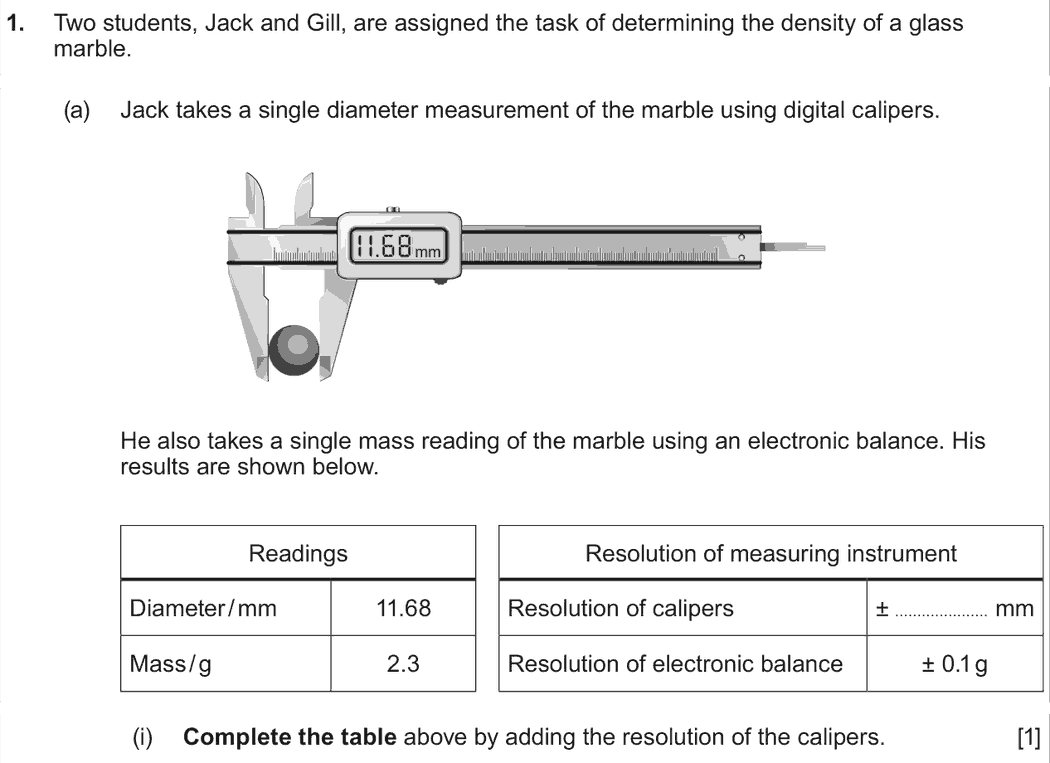 1. Two students, Jack and Gill, are assigned the task of determining the density of a glass
marble.
(a) Jack takes a single diameter measurement of the marble using digital calipers.
11.68 mm
He also takes a single mass reading of the marble using an electronic balance. His
results are shown below.
Readings
Diameter/mm 11.68
Mass/g 2.3
Resolution of measuring instrument
Resolution of calipers ± ..................... mm
Resolution of electronic balance ± 0.1 g
(i) Complete the table above by adding the resolution of the calipers. [1]